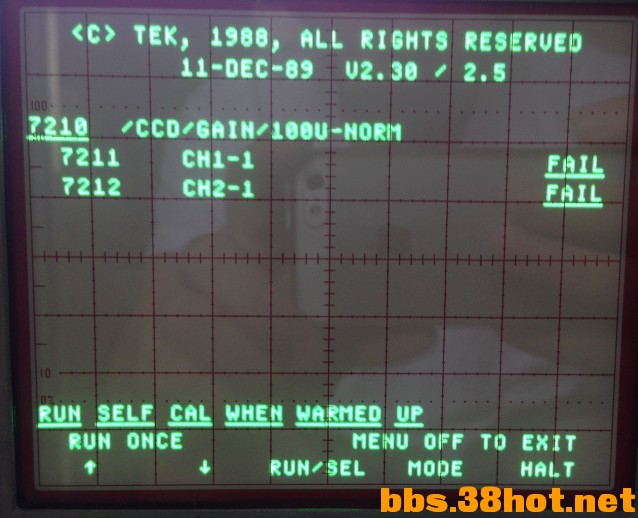 <C> TEK, 1988, ALL RIGHTS RESERVED
11-DEC-89 V2.30 / 2.5
100
7210 /CCD/GAIN/100U-NORM
7211 CH1-1 FAIL
7212 CH2-1 FAIL
10
RUN SELF CAL WHEN WARMED UP
RUN ONCE MENU OFF TO EXIT
↑ ↓ RUN/SEL MODE HALT
bbs.38hot.net